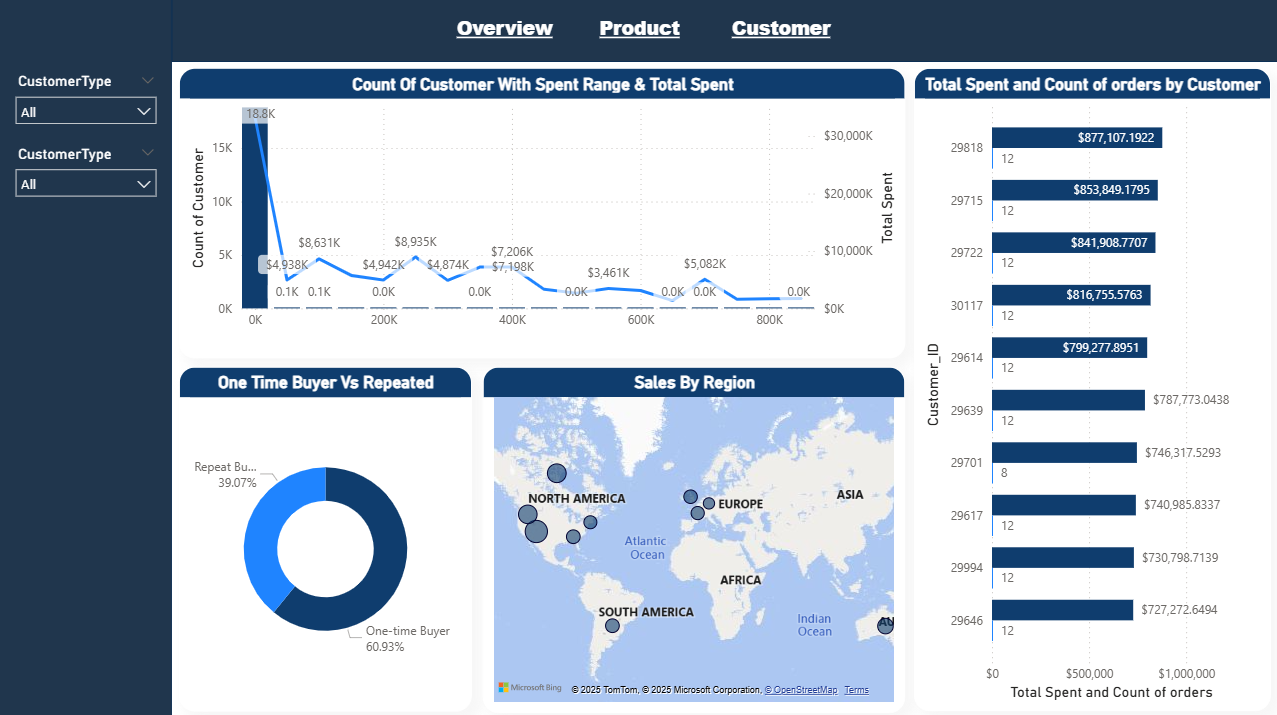 Overview Product Customer
CustomerType
All
CustomerType
All
Count Of Customer With Spent Range & Total Spent
Count of Customer
15K
10K
5K
0K
18.8K
$4,938K
$8,631K
$4,942K
$8,935K
$4,874K
$7,206K
$7,198K
$3,461K
$5,082K
0.1K
0.1K
0.0K
0.0K
0.0K
0.0K
0.0K
0.0K
0K
200K
400K
600K
800K
$30,000K
$20,000K
$10,000K
$0K
Total Spent
Total Spent and Count of orders by Customer
Customer_ID
29818
$877,107.1922
12
29715
$853,849.1795
12
29722
$841,908.7707
12
30117
$816,755.5763
12
29614
$799,277.8951
12
29639
$787,773.0438
12
29701
$746,317.5293
8
29617
$740,985.8337
12
29994
$730,798.7139
12
29646
$727,272.6494
12
$0
$500,000
$1,000,000
Total Spent and Count of orders
One Time Buyer Vs Repeated
Repeat Bu...
39.07%
One-time Buyer
60.93%
Sales By Region
NORTH AMERICA
EUROPE
ASIA
Atlantic
Ocean
AFRICA
SOUTH AMERICA
Indian
Ocean
AU
Microsoft Bing
© 2025 TomTom, © 2025 Microsoft Corporation, © OpenStreetMap Terms